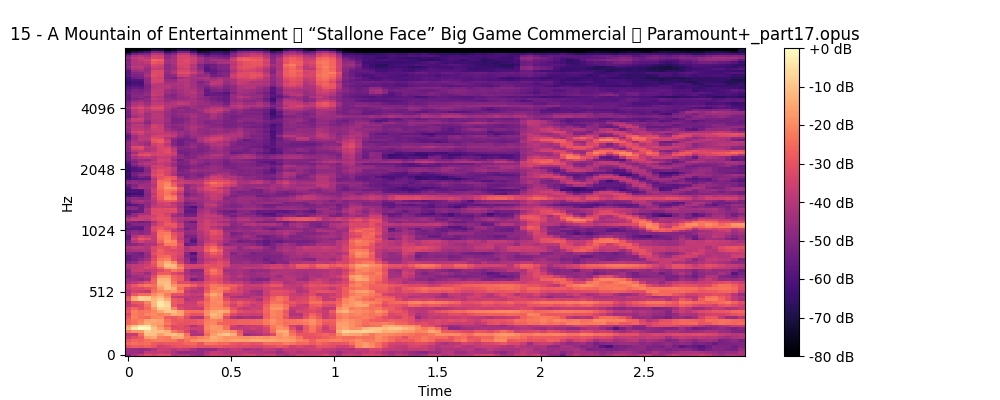 15 - A Mountain of Entertainment ▯ “Stallone Face” Big Game Commercial ▯ Paramount+_part17.opus
+0 dB
4096
-10 dB
-20 dB
2048
-30 dB
Hz
1024
-40 dB
-50 dB
512
-60 dB
-70 dB
0
-80 dB
0 0.5 1 1.5 2 2.5
Time